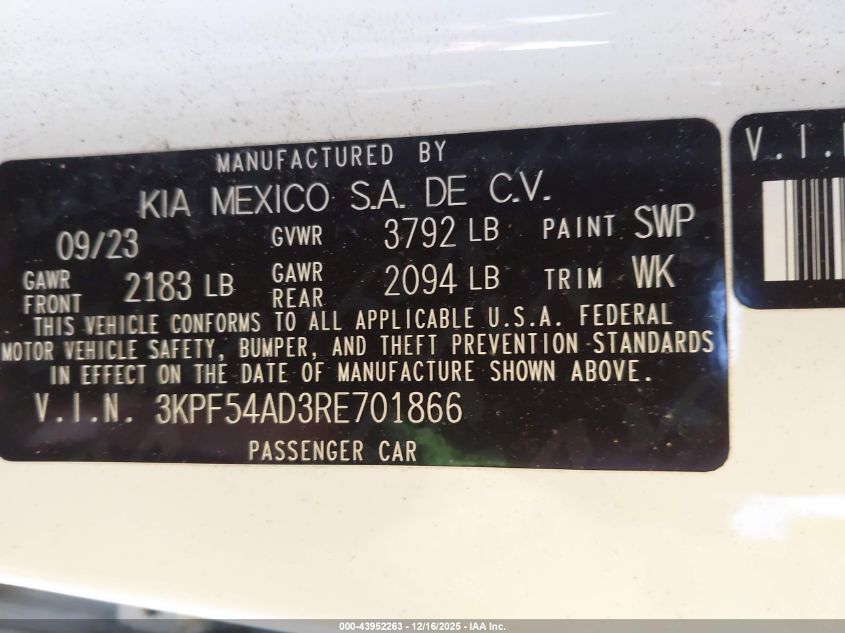 MANUFACTURED BY
KIA MEXICO S.A. DE C.V.
09/23 GVWR 3792 LB PAINT SWP
GAWR FRONT 2183 LB GAWR REAR 2094 LB TRIM WK
THIS VEHICLE CONFORMS TO ALL APPLICABLE U.S.A. FEDERAL
MOTOR VEHICLE SAFETY, BUMPER, AND THEFT PREVENTION STANDARDS
IN EFFECT ON THE DATE OF MANUFACTURE SHOWN ABOVE.
V.I.N. 3KPF54AD3RE701866
PASSENGER CAR
V.I.
000-43952263 - 12/16/2025 - IAA Inc.